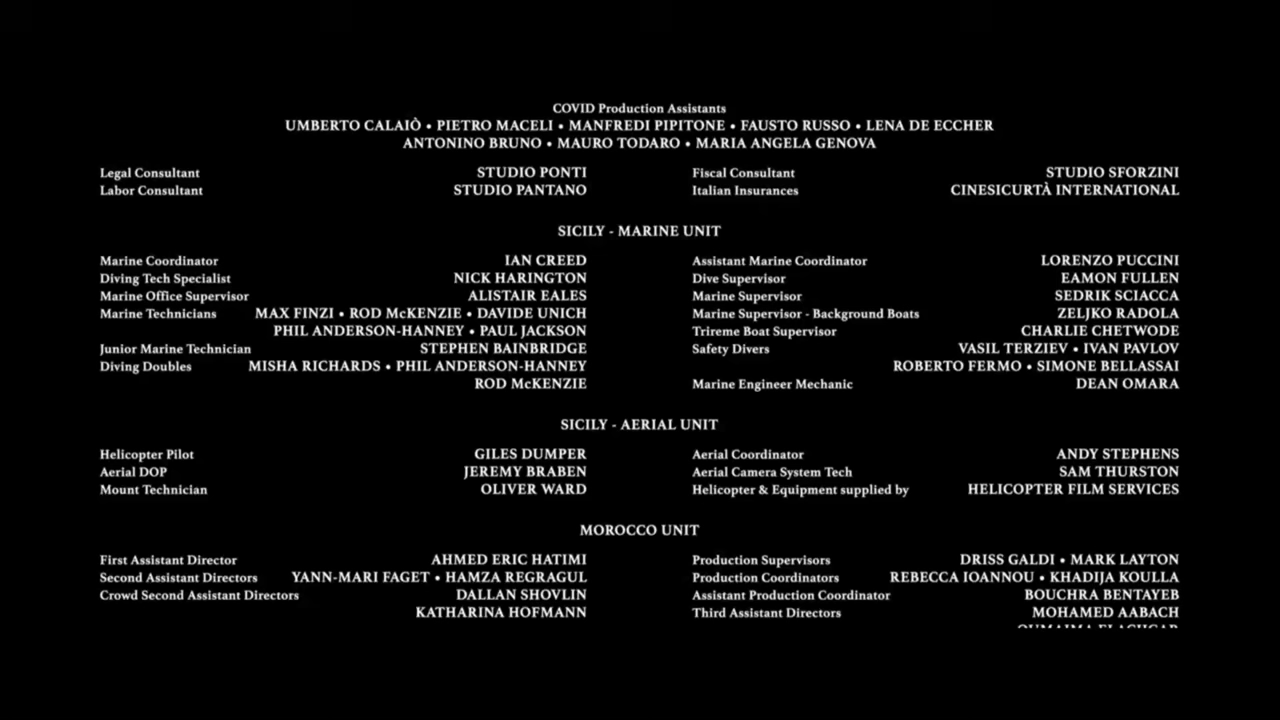 COVID Production Assistants
UMBERTO CALAIÒ • PIETRO MACELI • MANFREDI PIPITONE • FAUSTO RUSSO • LENA DE ECCHER
ANTONINO BRUNO • MAURO TODARO • MARIA ANGELA GENOVA
Legal Consultant STUDIO PONTI Fiscal Consultant STUDIO SFORZINI
Labor Consultant STUDIO PANTANO Italian Insurances CINESICURTÀ INTERNATIONAL
SICILY - MARINE UNIT
Marine Coordinator IAN CREED Assistant Marine Coordinator LORENZO PUCCINI
Diving Tech Specialist NICK HARINGTON Dive Supervisor EAMON FULLEN
Marine Office Supervisor ALISTAIR EALES Marine Supervisor SEDRIK SCIACCA
Marine Technicians MAX FINZI • ROD McKENZIE • DAVIDE UNICH Marine Supervisor - Background Boats ZELJKO RADOLA
PHIL ANDERSON-HANNEY • PAUL JACKSON Trireme Boat Supervisor CHARLIE CHETWODE
Junior Marine Technician STEPHEN BAINBRIDGE Safety Divers VASIL TERZIEV • IVAN PAVLOV
Diving Doubles MISHA RICHARDS • PHIL ANDERSON-HANNEY ROBERTO FERMO • SIMONE BELLASSAI
ROD McKENZIE Marine Engineer Mechanic DEAN OMARA
SICILY - AERIAL UNIT
Helicopter Pilot GILES DUMPER Aerial Coordinator ANDY STEPHENS
Aerial DOP JEREMY BRABEN Aerial Camera System Tech SAM THURSTON
Mount Technician OLIVER WARD Helicopter & Equipment supplied by HELICOPTER FILM SERVICES
MOROCCO UNIT
First Assistant Director AHMED ERIC HATIMI Production Supervisors DRISS GALDI • MARK LAYTON
Second Assistant Directors YANN-MARI FAGET • HAMZA REGRAGUL Production Coordinators REBECCA IOANNOU • KHADIJA KOULLA
Crowd Second Assistant Directors DALLAN SHOVLIN Assistant Production Coordinator BOUCHRA BENTAYEB
KATHARINA HOFMANN Third Assistant Directors MOHAMED AABACH